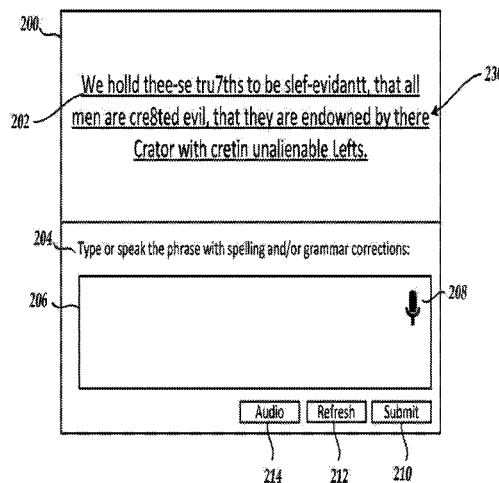 200
We holld thee-se tru7ths to be slef-evidantt, that all
202
men are cre8ted evil, that they are endowned by there
230
Crator with cretin unalienable Lefts.
204
Type or speak the phrase with spelling and/or grammar corrections:
206
208
Audio Refresh Submit
214 212 210